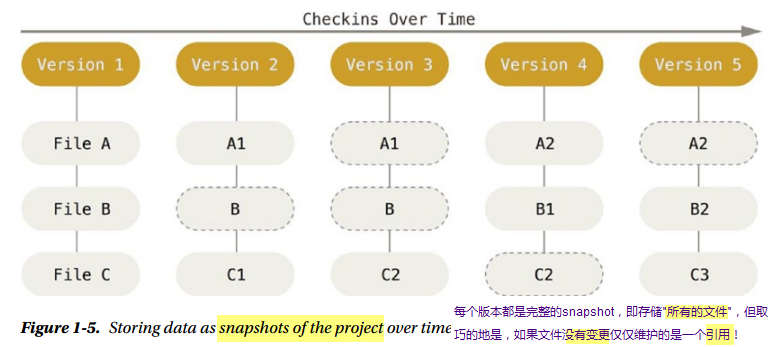 Checkins Over Time
Version 1 Version 2 Version 3 Version 4 Version 5
File A A1 A1 A2 A2
File B B B B1 B2
File C C1 C2 C2 C3
Figure 1-5. Storing data as snapshots of the project over time
每个版本都是完整的snapshot，即存储"所有的文件"，但取
巧的地是，如果文件没有变更仅仅维护的是一个引用！